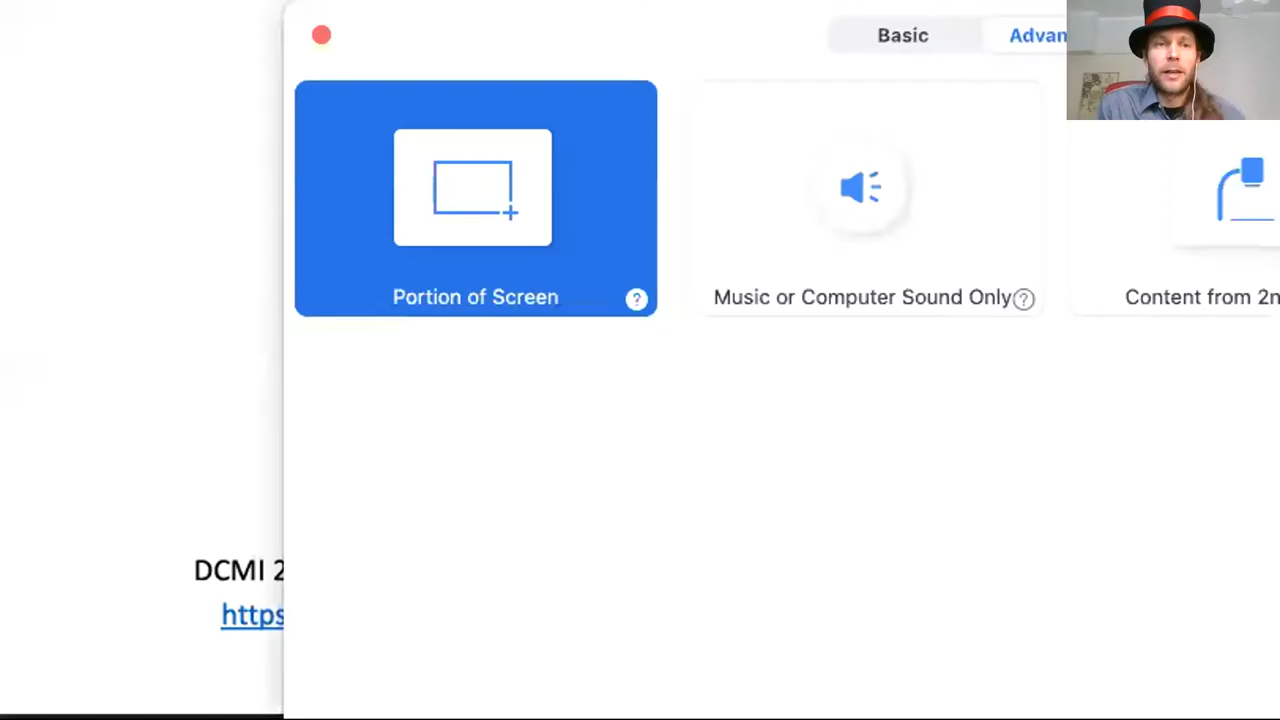 Basic
Advan
Portion of Screen
?
Music or Computer Sound Only
?
Content from 2n
DCMI 2
https